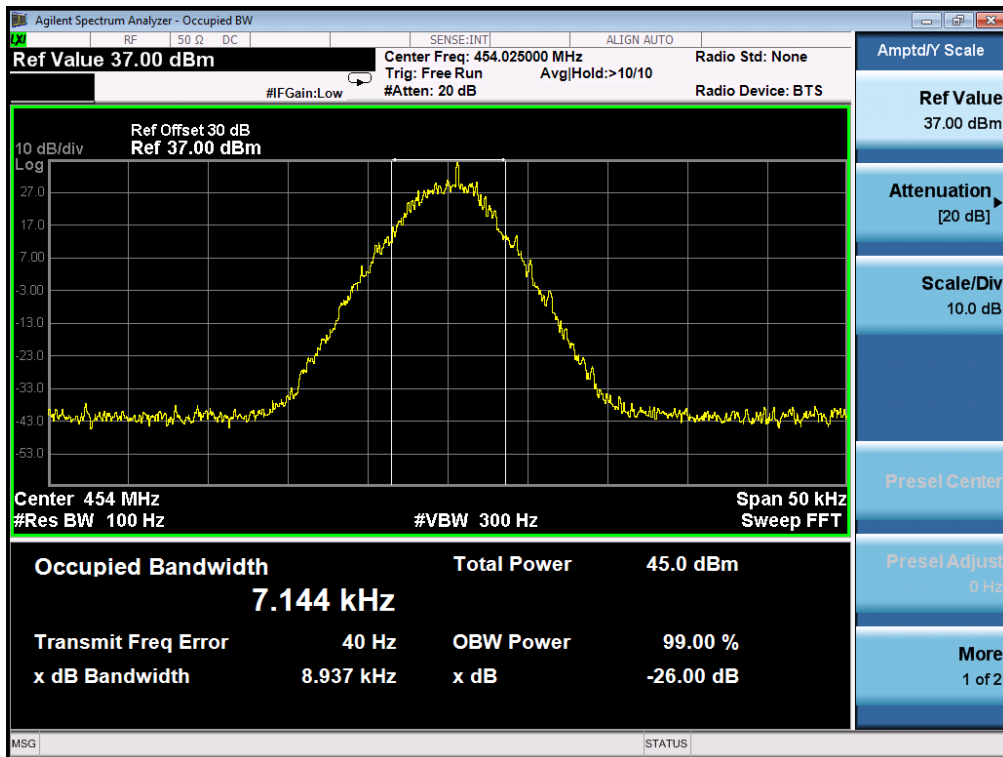 Agilent Spectrum Analyzer - Occupied BW
LXI RF 50 Ω DC SENSE:INT ALIGN AUTO
Ref Value 37.00 dBm
Center Freq: 454.025000 MHz Radio Std: None
Trig: Free Run Avg|Hold:>10/10
#IFGain:Low #Atten: 20 dB Radio Device: BTS
Ref Offset 30 dB
10 dB/div Ref 37.00 dBm
Log
27.0
17.0
7.00
-3.00
-13.0
-23.0
-33.0
-43.0
-53.0
Center 454 MHz Span 50 kHz
#Res BW 100 Hz #VBW 300 Hz Sweep FFT
Occupied Bandwidth Total Power 45.0 dBm
7.144 kHz
Transmit Freq Error 40 Hz OBW Power 99.00 %
x dB Bandwidth 8.937 kHz x dB -26.00 dB
MSG STATUS
Amptd/Y Scale
Ref Value
37.00 dBm
Attenuation
[20 dB]
Scale/Div
10.0 dB
Presel Center
Presel Adjust
0 Hz
More
1 of 2